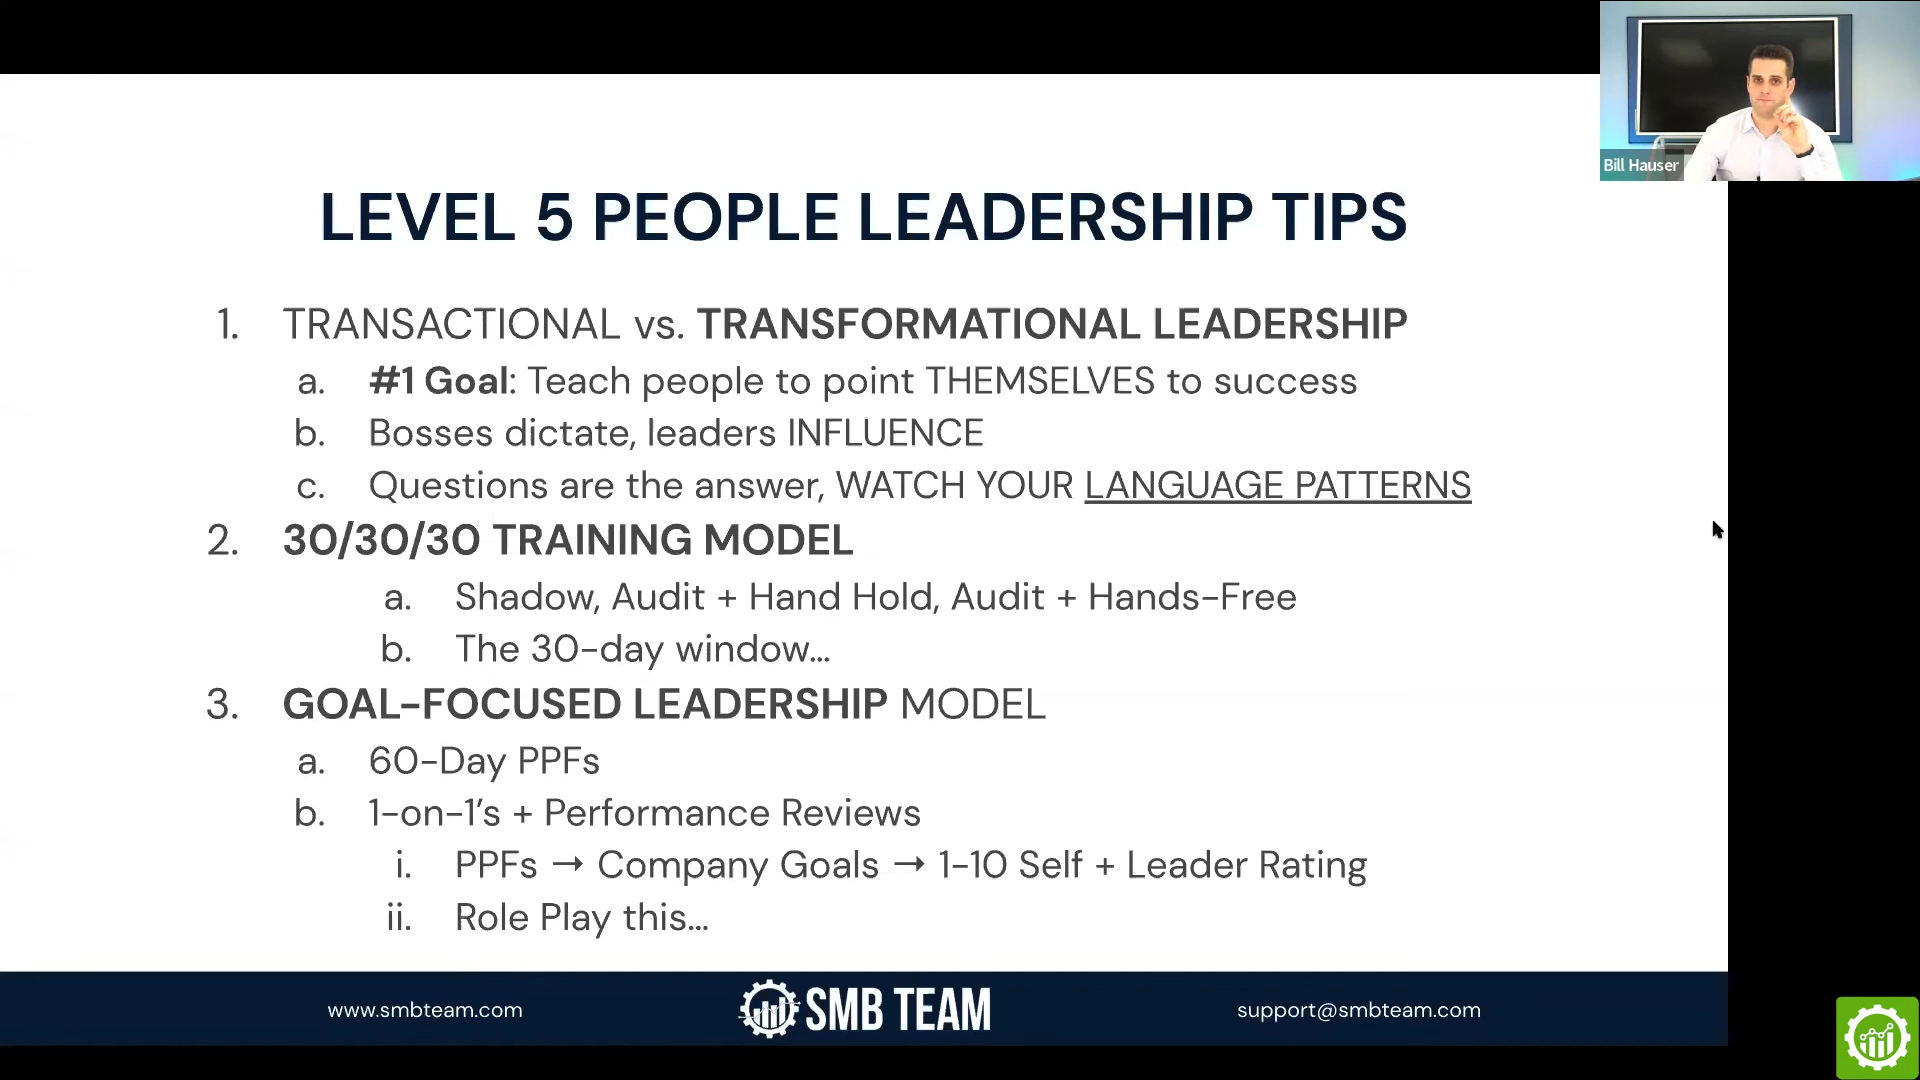 Bill Hauser
LEVEL 5 PEOPLE LEADERSHIP TIPS
1. TRANSACTIONAL vs. TRANSFORMATIONAL LEADERSHIP
a. #1 Goal: Teach people to point THEMSELVES to success
b. Bosses dictate, leaders INFLUENCE
c. Questions are the answer, WATCH YOUR LANGUAGE PATTERNS
2. 30/30/30 TRAINING MODEL
a. Shadow, Audit + Hand Hold, Audit + Hands-Free
b. The 30-day window...
3. GOAL-FOCUSED LEADERSHIP MODEL
a. 60-Day PPFs
b. 1-on-1’s + Performance Reviews
i. PPFs → Company Goals → 1-10 Self + Leader Rating
ii. Role Play this...
www.smbteam.com SMB TEAM support@smbteam.com